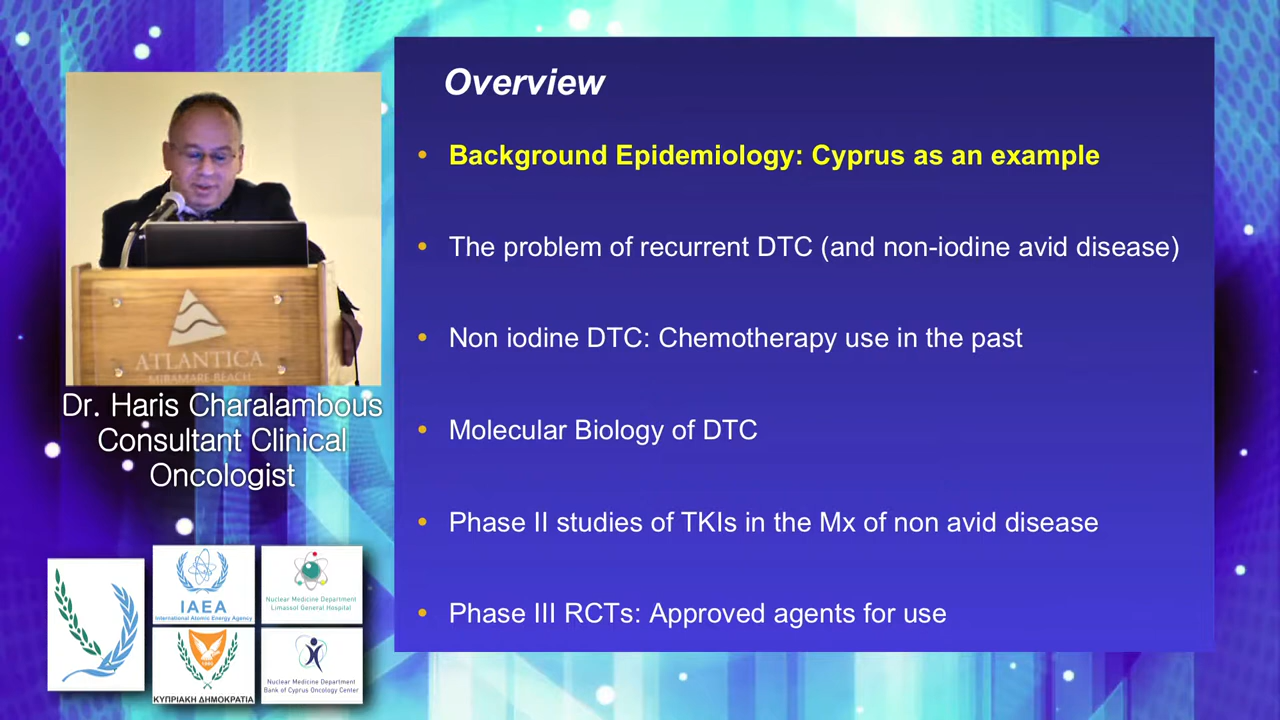 Overview
• Background Epidemiology: Cyprus as an example
• The problem of recurrent DTC (and non-iodine avid disease)
• Non iodine DTC: Chemotherapy use in the past
• Molecular Biology of DTC
• Phase II studies of TKIs in the Mx of non avid disease
• Phase III RCTs: Approved agents for use
ATLANTICA
MIRAMARE BEACH
Dr. Haris Charalambous
Consultant Clinical
Oncologist
IAEA
International Atomic Energy Agency
Nuclear Medicine Department
Limassol General Hospital
1960
ΚΥΠΡΙΑΚΗ ΔΗΜΟΚΡΑΤΙΑ
Nuclear Medicine Department
Bank of Cyprus Oncology Center